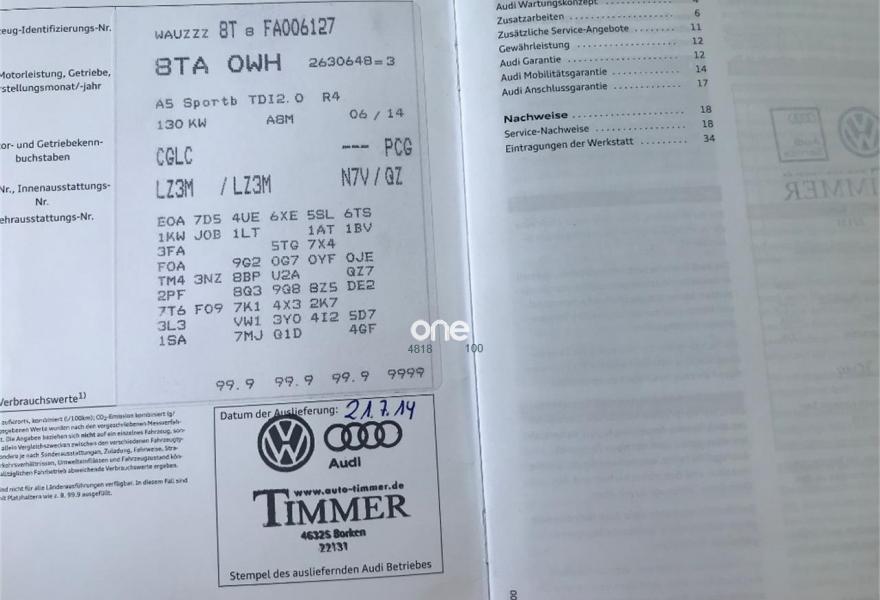 zeug-Identifizierungs-Nr.
WAUZZZ 8T 8 FA006127
8TA 0WH 2630648=3
Motorleistung, Getriebe,
rstellungsmonat/-jahr
A5 Sportb TDI2.0 R4
130 KW A8M 06 / 14
tor- und Getriebekenn-
buchstaben
CGLC --- PCG
Nr., Innenausstattungs-
Nr.
LZ3M / LZ3M N7V / QZ
ehrausstattungs-Nr.
E0A 7D5 4UE 6XE 5SL 6TS
1KW J0B 1LT 1AT 1BV
3FA 5TG 7X4
F0A 9G2 0G7 0YF 0JE
TM4 3NZ 8BP U2A QZ7
2PF 8Q3 9Q8 8Z5 DE2
7T6 F09 7K1 4X3 2K7
3L3 VW1 3Y0 4I2 5D7
1SA 7MJ Q1D 4GF
Verbrauchswerte1)
99.9 99.9 99.9 9999
Datum der Auslieferung: 21.7.14
Audi
www.auto-timmer.de
TIMMER
46325 Borken
22131
Stempel des ausliefernden Audi Betriebes
Audi Wartungskonzept 4
Zusatzarbeiten 6
Zusätzliche Service-Angebote 11
Gewährleistung 12
Audi Garantie 12
Audi Mobilitätsgarantie 14
Audi Anschlussgarantie 17
Nachweise 18
Service-Nachweise 18
Eintragungen der Werkstatt 34
one
4818 100